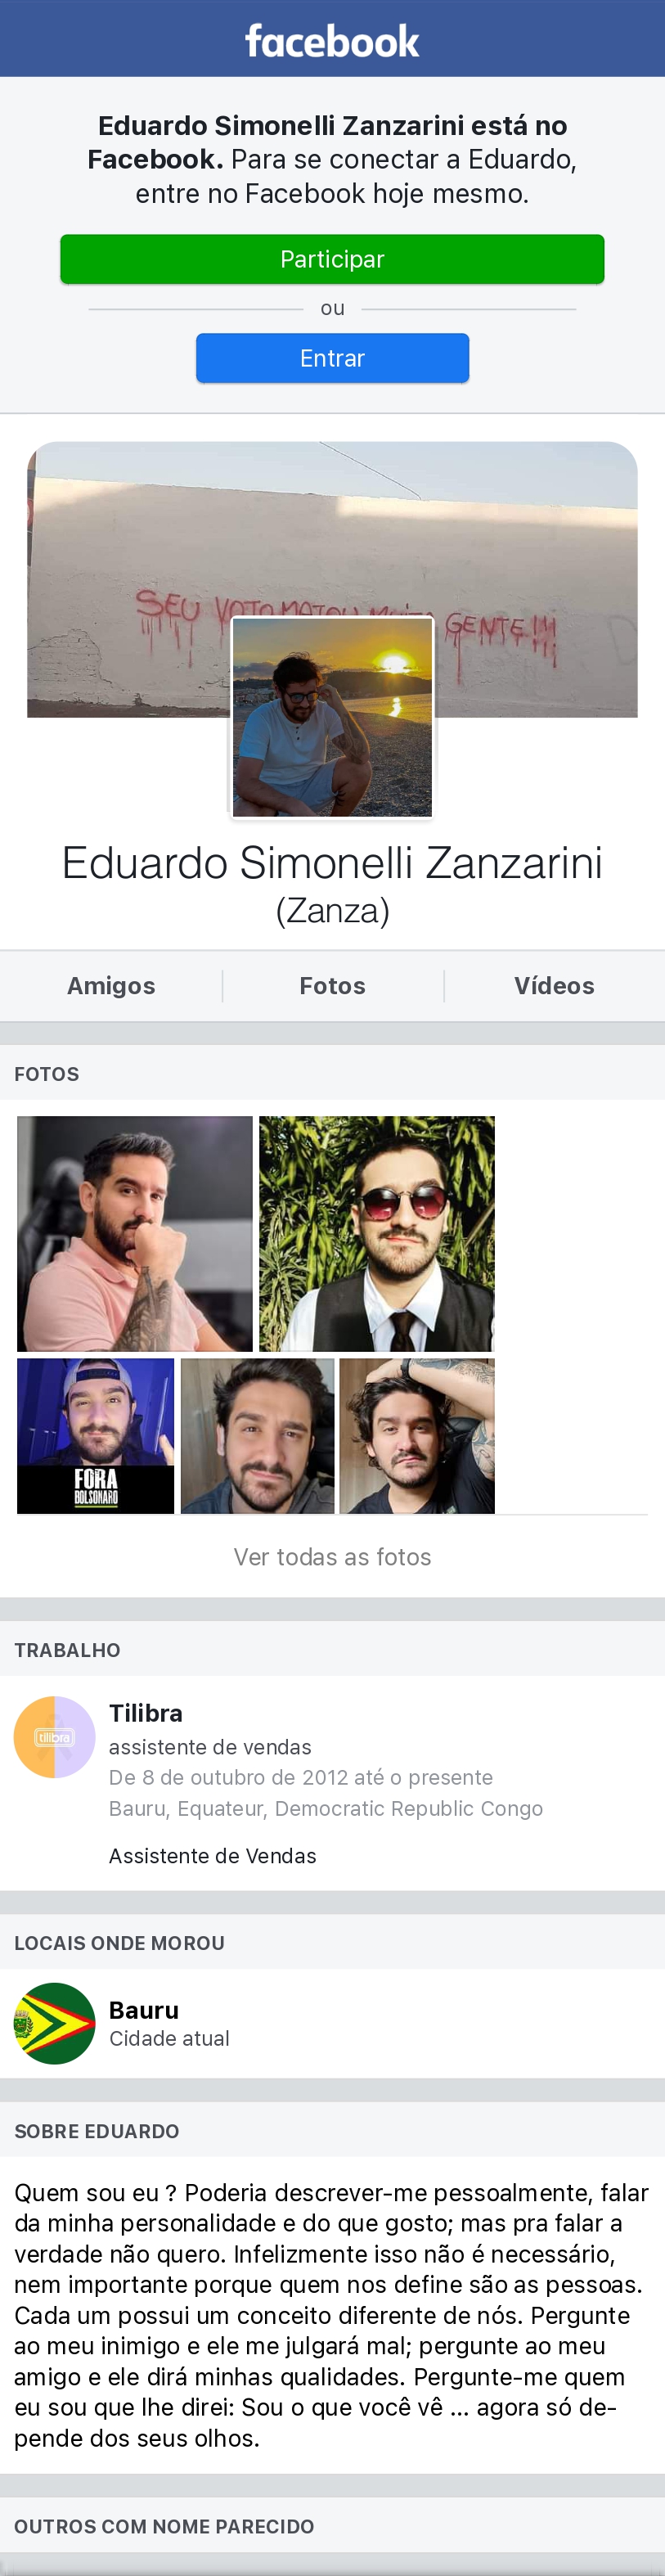 facebook
Eduardo Simonelli Zanzarini está no
Facebook. Para se conectar a Eduardo,
entre no Facebook hoje mesmo.
Participar
ou
Entrar
SEU VOTO MATOU MUITA GENTE!!!
Eduardo Simonelli Zanzarini
(Zanza)
Amigos
Fotos
Vídeos
FOTOS
FORA
BOLSONARO
Ver todas as fotos
TRABALHO
tilibra
Tilibra
assistente de vendas
De 8 de outubro de 2012 até o presente
Bauru, Equateur, Democratic Republic Congo
Assistente de Vendas
LOCAIS ONDE MOROU
Bauru
Cidade atual
SOBRE EDUARDO
Quem sou eu ? Poderia descrever-me pessoalmente, falar
da minha personalidade e do que gosto; mas pra falar a
verdade não quero. Infelizmente isso não é necessário,
nem importante porque quem nos define são as pessoas.
Cada um possui um conceito diferente de nós. Pergunte
ao meu inimigo e ele me julgará mal; pergunte ao meu
amigo e ele dirá minhas qualidades. Pergunte-me quem
eu sou que lhe direi: Sou o que você vê ... agora só de-
pende dos seus olhos.
OUTROS COM NOME PARECIDO